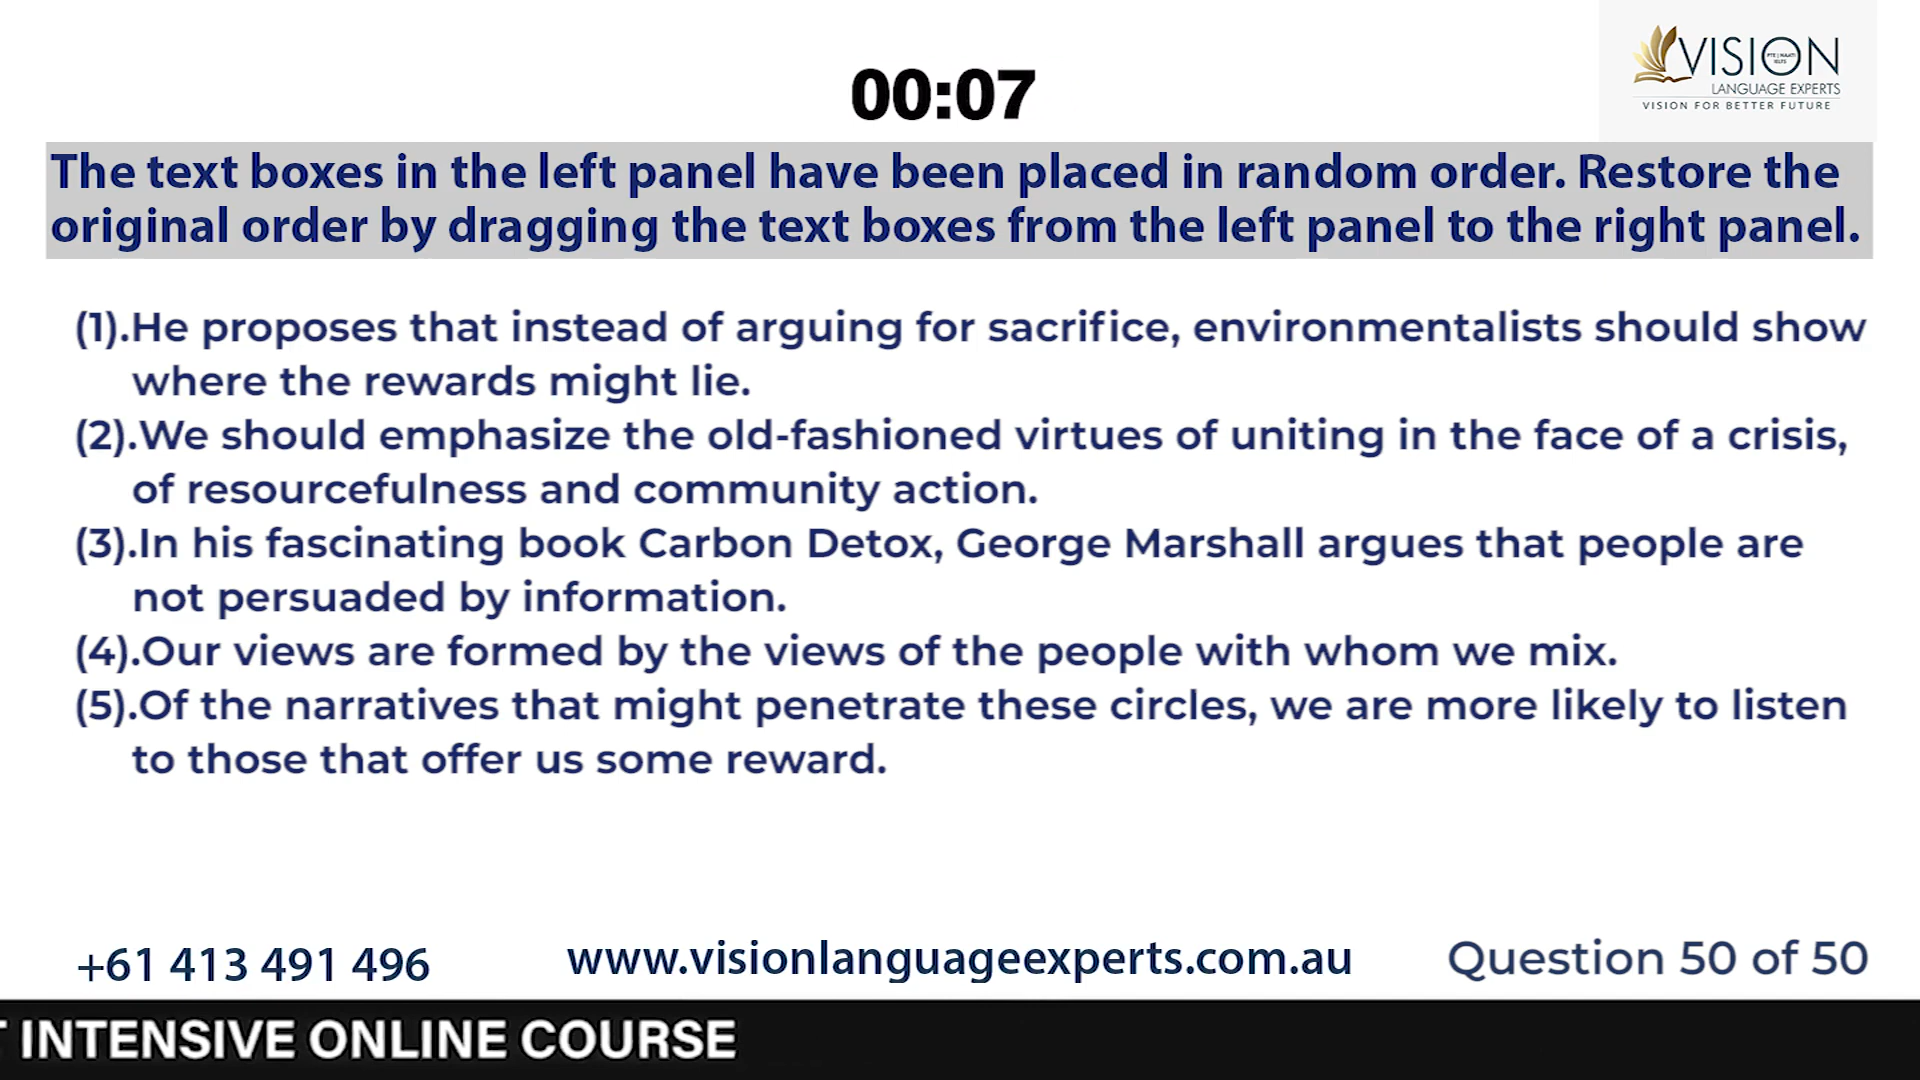 VISION
LANGUAGE EXPERTS
VISION FOR BETTER FUTURE
00:07
The text boxes in the left panel have been placed in random order. Restore the
original order by dragging the text boxes from the left panel to the right panel.
(1).He proposes that instead of arguing for sacrifice, environmentalists should show
where the rewards might lie.
(2).We should emphasize the old-fashioned virtues of uniting in the face of a crisis,
of resourcefulness and community action.
(3).In his fascinating book Carbon Detox, George Marshall argues that people are
not persuaded by information.
(4).Our views are formed by the views of the people with whom we mix.
(5).Of the narratives that might penetrate these circles, we are more likely to listen
to those that offer us some reward.
+61 413 491 496
www.visionlanguageexperts.com.au
Question 50 of 50
INTENSIVE ONLINE COURSE